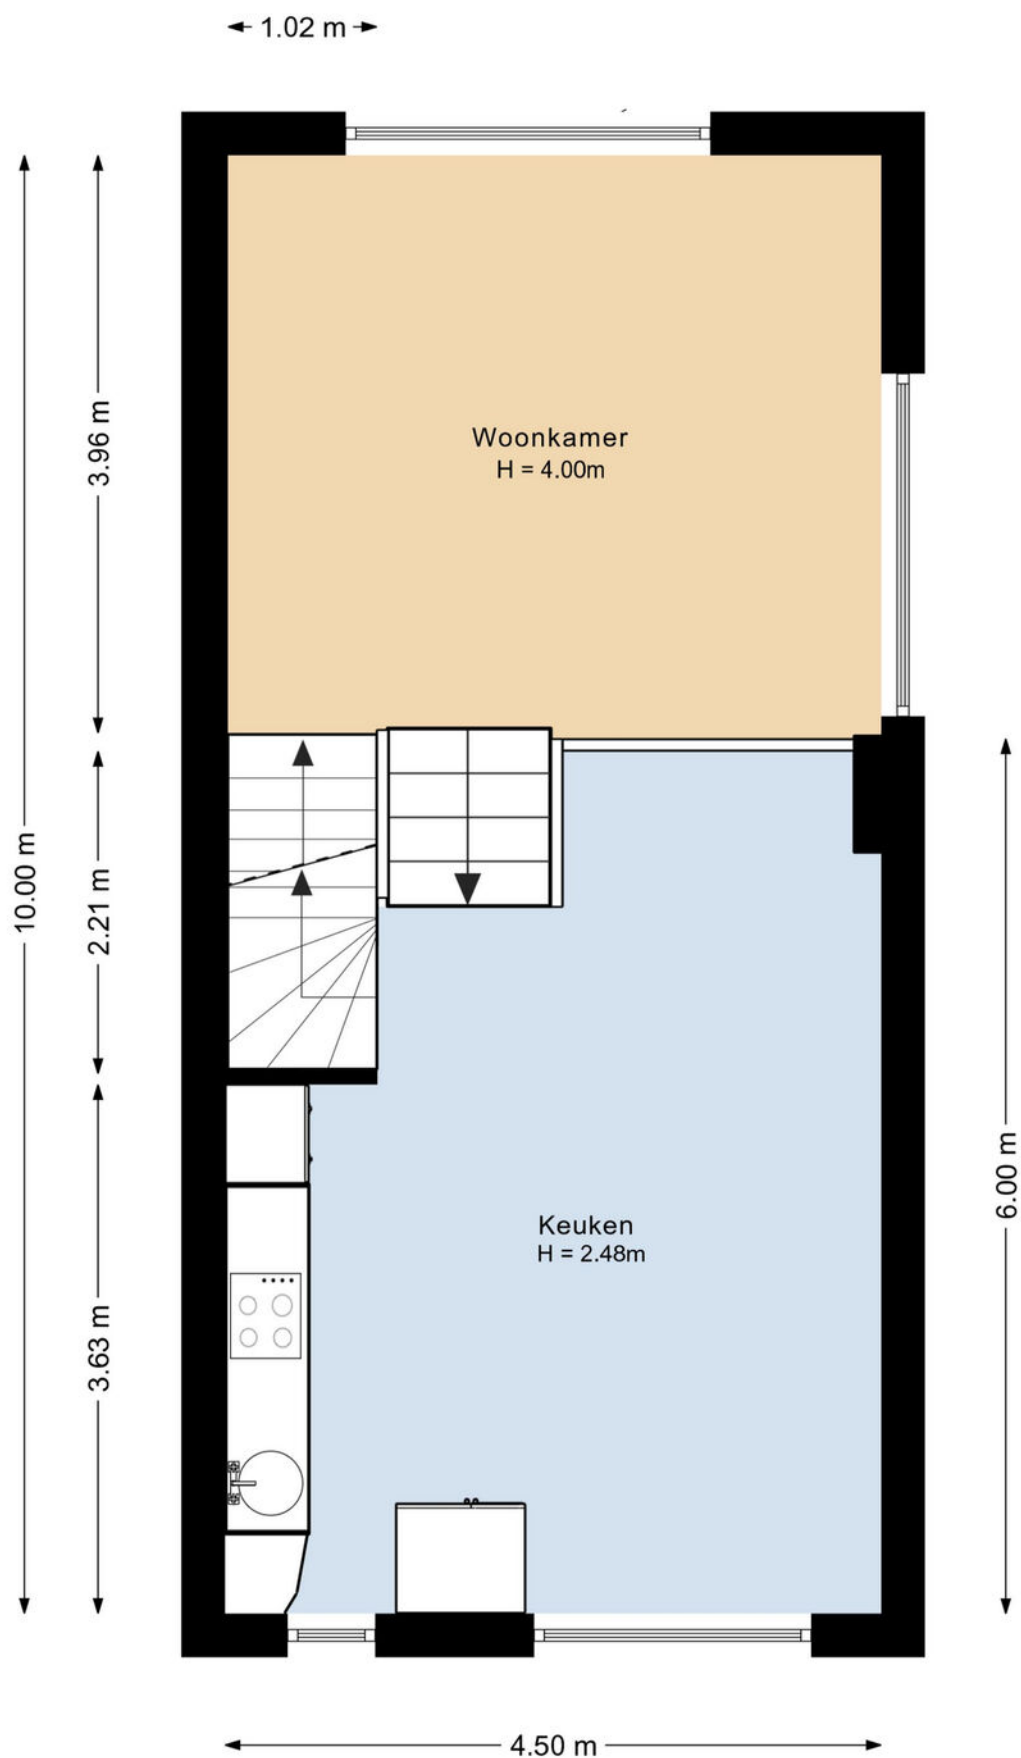 1.02 m
Woonkamer
H = 4.00m
3.96 m
10.00 m
2.21 m
6.00 m
Keuken
H = 2.48m
3.63 m
4.50 m